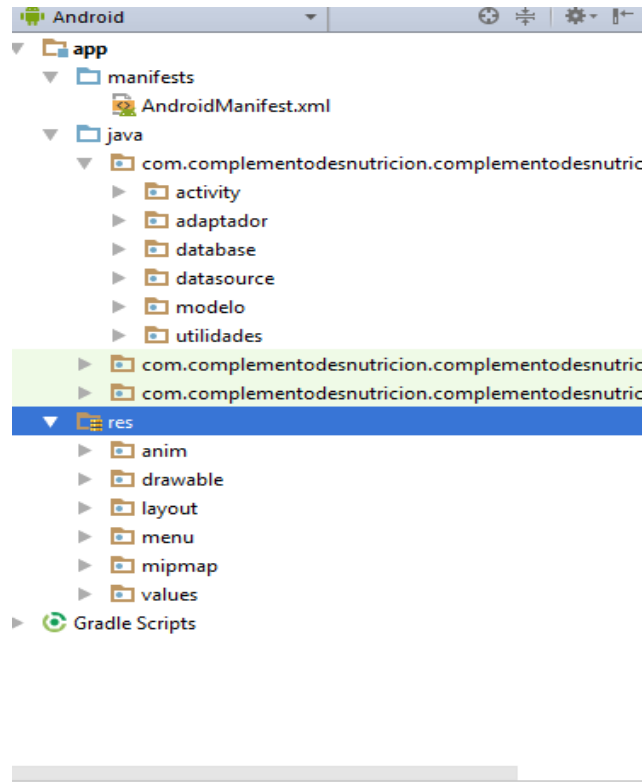 Android
app
manifests
AndroidManifest.xml
java
com.complementodesnutricion.complementodesnutric
activity
adaptador
database
datasource
modelo
utilidades
com.complementodesnutricion.complementodesnutric
com.complementodesnutricion.complementodesnutric
res
anim
drawable
layout
menu
mipmap
values
Gradle Scripts